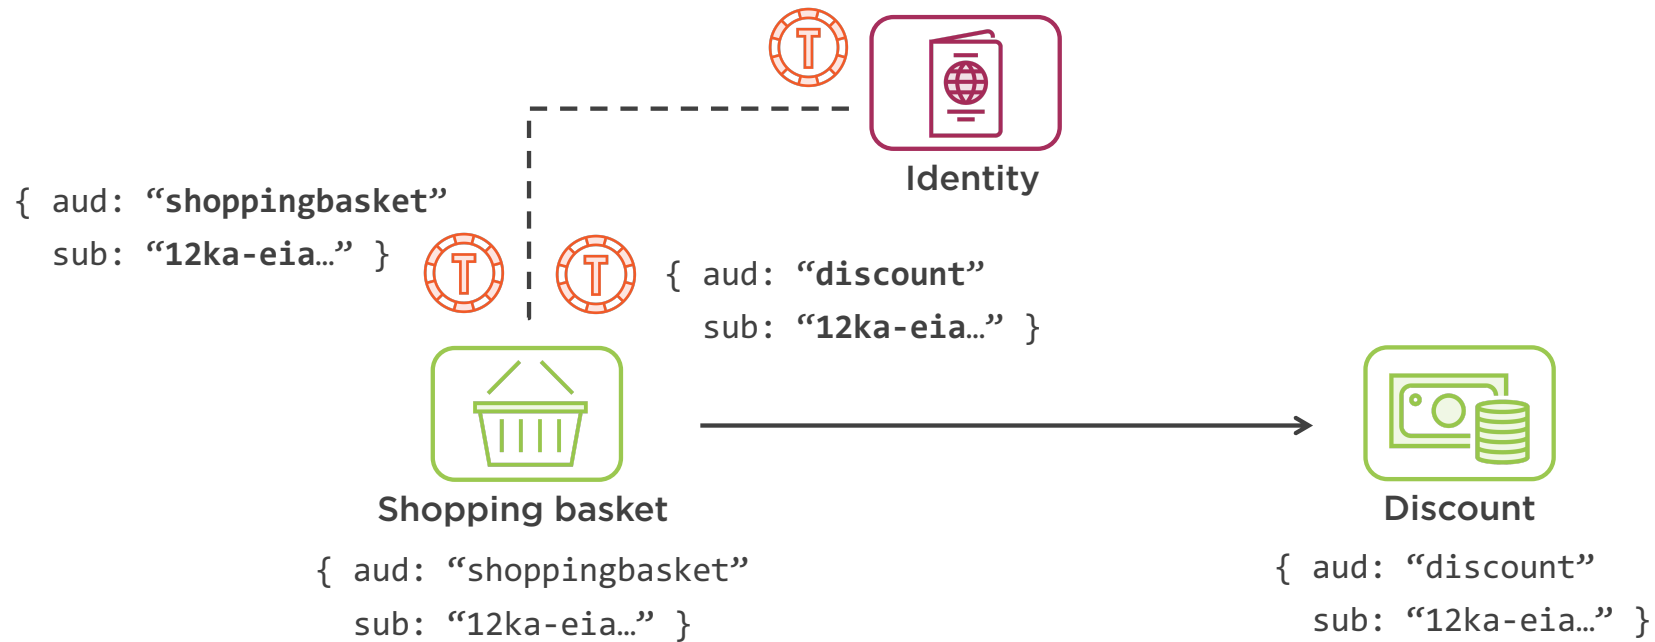 T
Identity
{ aud: “shoppingbasket”
sub: “12ka-eia…” }
T
T
{ aud: “discount”
sub: “12ka-eia…” }
Shopping basket
{ aud: “shoppingbasket”
sub: “12ka-eia…” }
Discount
{ aud: “discount”
sub: “12ka-eia…” }